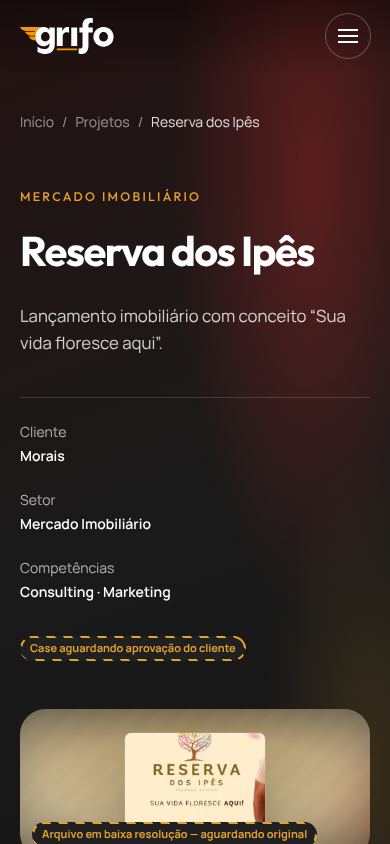 grifo
Início / Projetos / Reserva dos Ipês
MERCADO IMOBILIÁRIO
Reserva dos Ipês
Lançamento imobiliário com conceito “Sua
vida floresce aqui”.
Cliente
Morais
Setor
Mercado Imobiliário
Competências
Consulting · Marketing
Case aguardando aprovação do cliente
RESERVA
DOS IPÊS
SUA VIDA FLORESCE AQUI!
Arquivo em baixa resolução — aguardando original